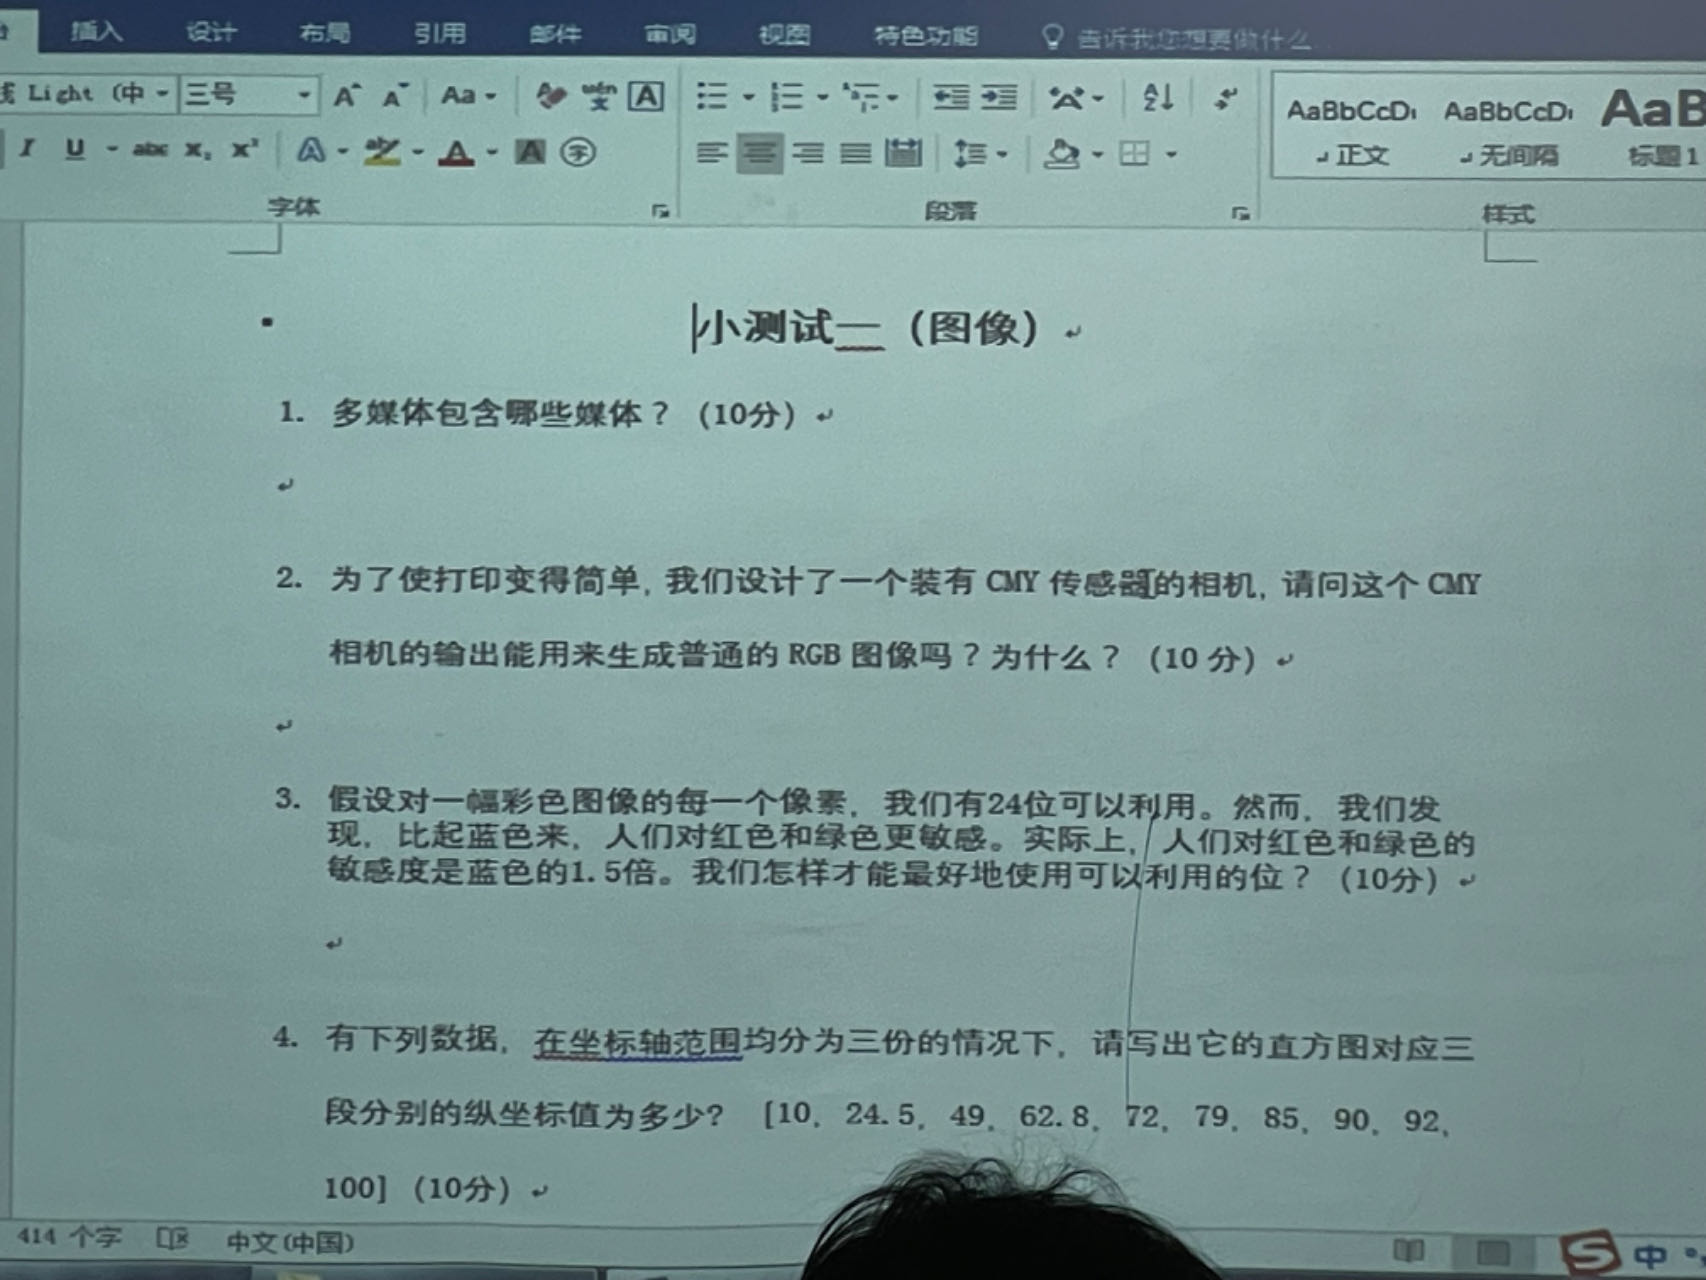 插入 设计 布局 引用 邮件 审阅 视图 特色功能 告诉我您想要做什么...
Light (中 三号 Aa wén 文 A AaBbCcDı AaBbCcDı AaB
I U abc x₂ x² A aby A A 字 正文 无间隔 标题 1
字体 段落 样式
小测试一（图像）
1. 多媒体包含哪些媒体？（10分）
2. 为了使打印变得简单，我们设计了一个装有 CMY 传感器的相机，请问这个 CMY
相机的输出能用来生成普通的 RGB 图像吗？为什么？（10 分）
3. 假设对一幅彩色图像的每一个像素，我们有24位可以利用。然而，我们发
现，比起蓝色来，人们对红色和绿色更敏感。实际上，人们对红色和绿色的
敏感度是蓝色的1.5倍。我们怎样才能最好地使用可以利用的位？（10分）
4. 有下列数据，在坐标轴范围均分为三份的情况下，请写出它的直方图对应三
段分别的纵坐标值为多少？ [10，24.5，49，62.8，72，79，85，90，92，
100]（10分）
414 个字 中文(中国) S 中